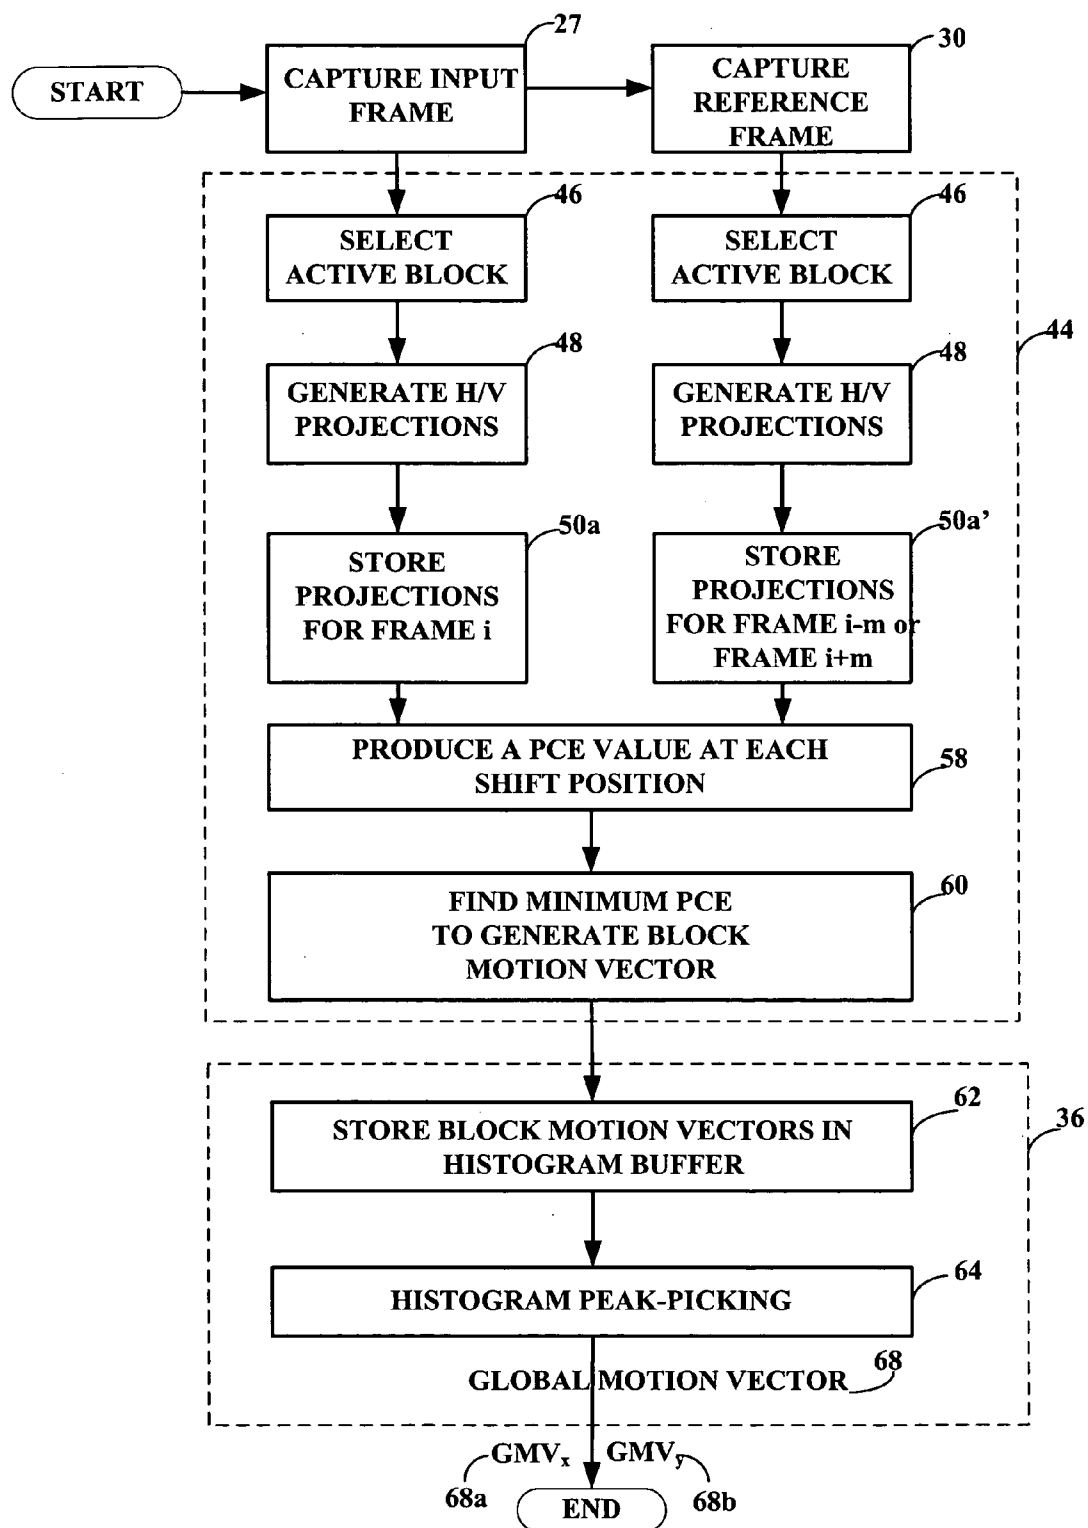 27
30
START
CAPTURE INPUT
FRAME
CAPTURE
REFERENCE
FRAME
46
46
SELECT
ACTIVE BLOCK
SELECT
ACTIVE BLOCK
44
48
48
GENERATE H/V
PROJECTIONS
GENERATE H/V
PROJECTIONS
50a
50a’
STORE
PROJECTIONS
FOR FRAME i
STORE
PROJECTIONS
FOR FRAME i-m or
FRAME i+m
PRODUCE A PCE VALUE AT EACH
SHIFT POSITION
58
60
FIND MINIMUM PCE
TO GENERATE BLOCK
MOTION VECTOR
62
36
STORE BLOCK MOTION VECTORS IN
HISTOGRAM BUFFER
64
HISTOGRAM PEAK-PICKING
68
GLOBAL MOTION VECTOR
GMVx
GMVy
68a
68b
END